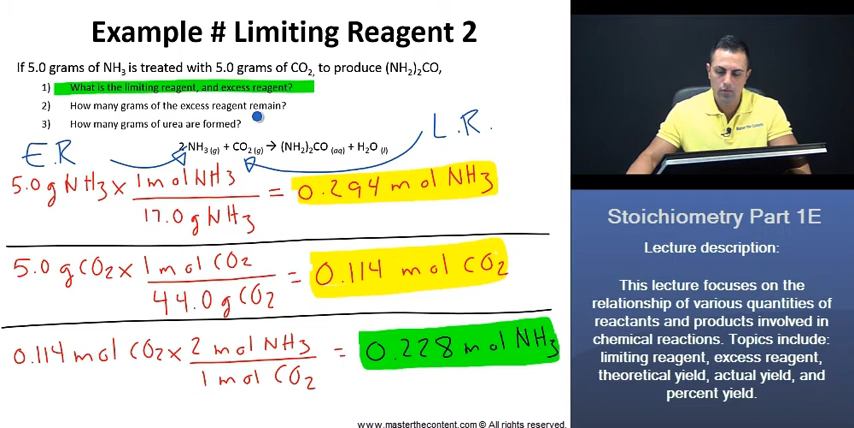 Example # Limiting Reagent 2
If 5.0 grams of NH₃ is treated with 5.0 grams of CO₂, to produce (NH₂)₂CO,
1) What is the limiting reagent, and excess reagent?
2) How many grams of the excess reagent remain?
3) How many grams of urea are formed?
E.R
L.R.
2 NH₃ (g) + CO₂ (g) → (NH₂)₂CO (aq) + H₂O (l)
5.0 g NH₃ × 1 mol NH₃ / 17.0 g NH₃ = 0.294 mol NH₃
5.0 g CO₂ × 1 mol CO₂ / 44.0 g CO₂ = 0.114 mol CO₂
0.114 mol CO₂ × 2 mol NH₃ / 1 mol CO₂ = 0.228 mol NH₃
www.masterthecontent.com © All rights reserved.
Stoichiometry Part 1E
Lecture description:
This lecture focuses on the
relationship of various quantities of
reactants and products involved in
chemical reactions. Topics include:
limiting reagent, excess reagent,
theoretical yield, actual yield, and
percent yield.